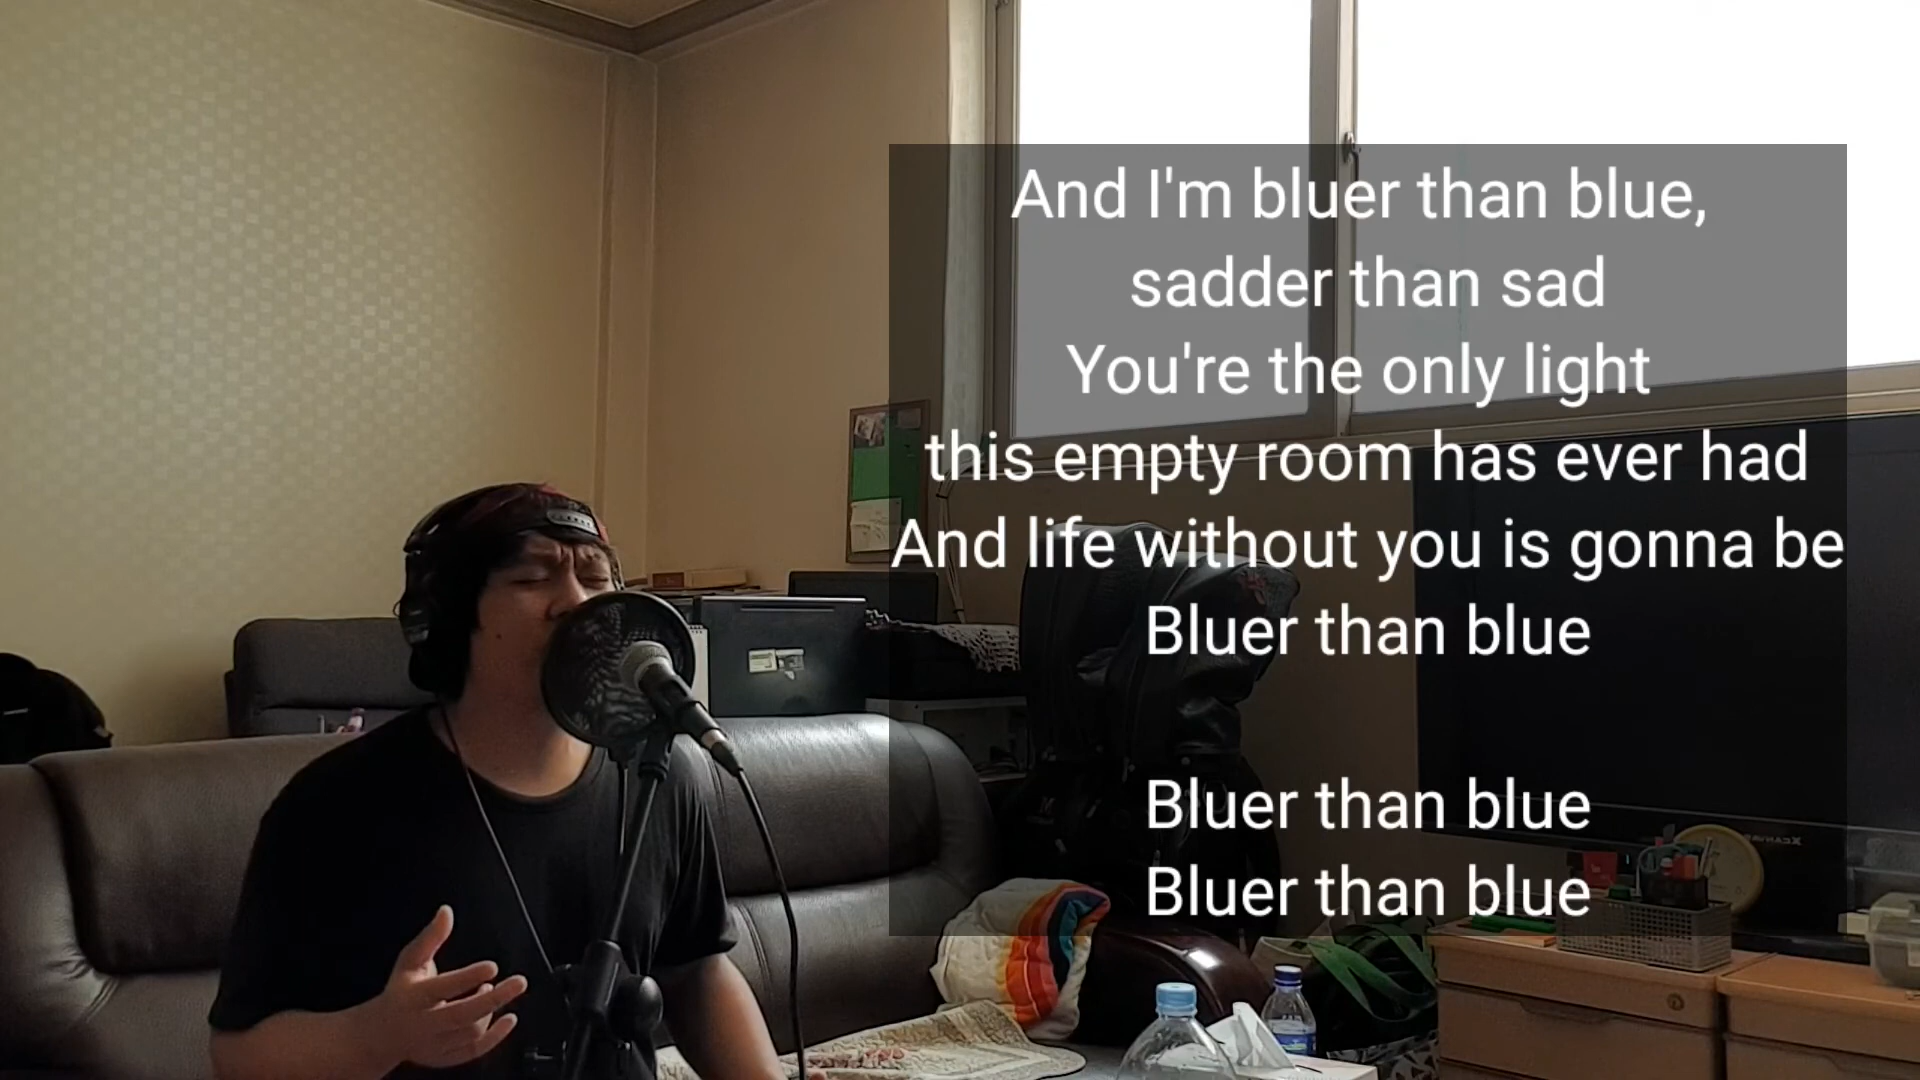 And I'm bluer than blue,
sadder than sad
You're the only light
this empty room has ever had
And life without you is gonna be
Bluer than blue
Bluer than blue
Bluer than blue